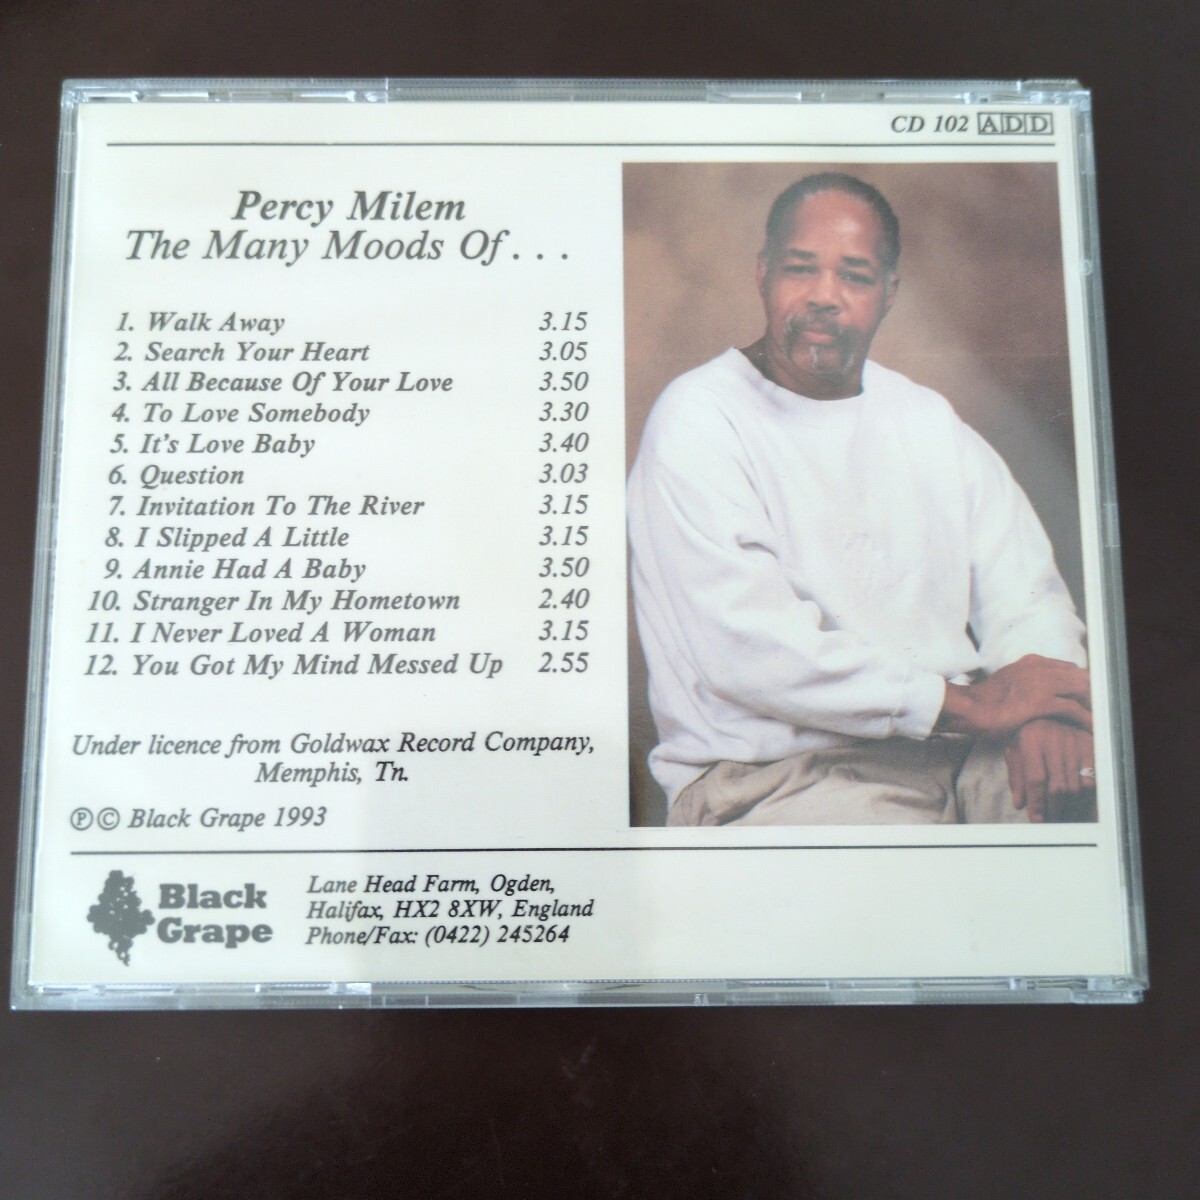 CD 102 ADD
Percy Milem
The Many Moods Of . . .
1. Walk Away 3.15
2. Search Your Heart 3.05
3. All Because Of Your Love 3.50
4. To Love Somebody 3.30
5. It's Love Baby 3.40
6. Question 3.03
7. Invitation To The River 3.15
8. I Slipped A Little 3.15
9. Annie Had A Baby 3.50
10. Stranger In My Hometown 2.40
11. I Never Loved A Woman 3.15
12. You Got My Mind Messed Up 2.55
Under licence from Goldwax Record Company,
Memphis, Tn.
℗© Black Grape 1993
Black
Grape
Lane Head Farm, Ogden,
Halifax, HX2 8XW, England
Phone/Fax: (0422) 245264